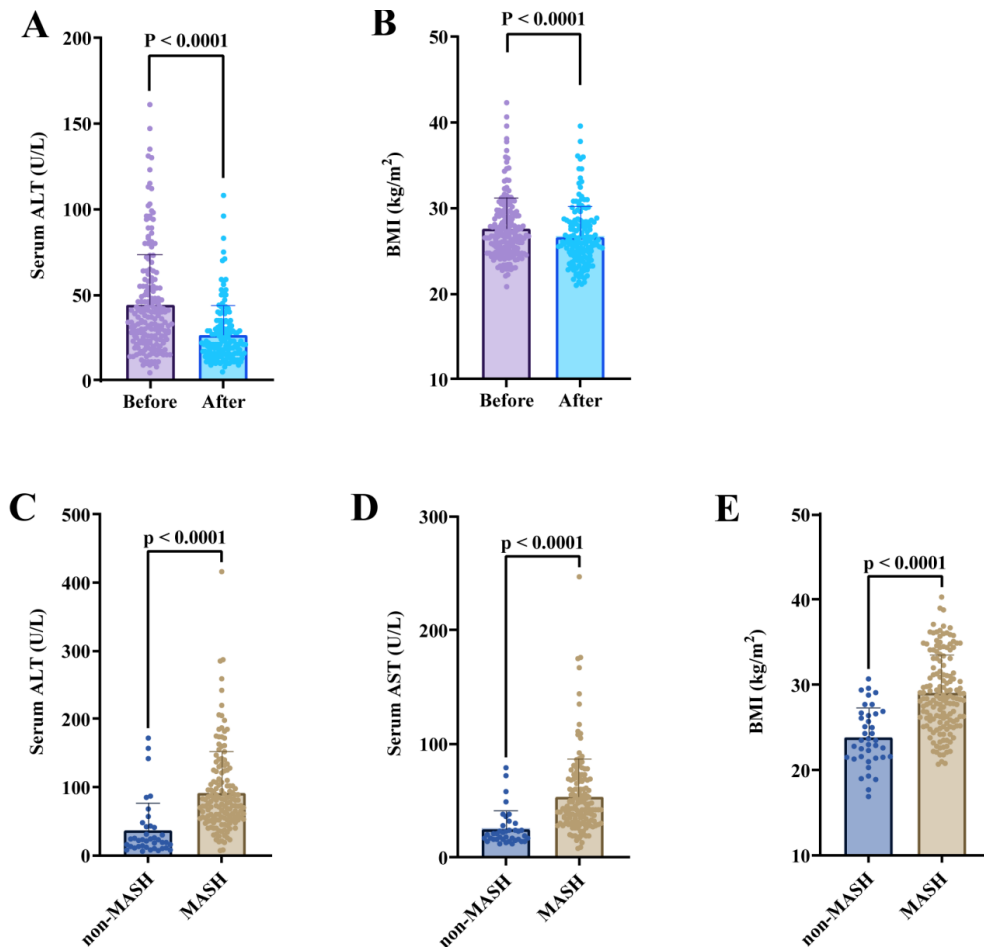 A
Serum ALT (U/L)
200
150
100
50
0
P < 0.0001
Before After
B
BMI (kg/m²)
50
40
30
20
10
P < 0.0001
Before After
C
Serum ALT (U/L)
500
400
300
200
100
0
p < 0.0001
non-MASH MASH
D
Serum AST (U/L)
300
200
100
0
p < 0.0001
non-MASH MASH
E
BMI (kg/m²)
50
40
30
20
10
p < 0.0001
non-MASH MASH